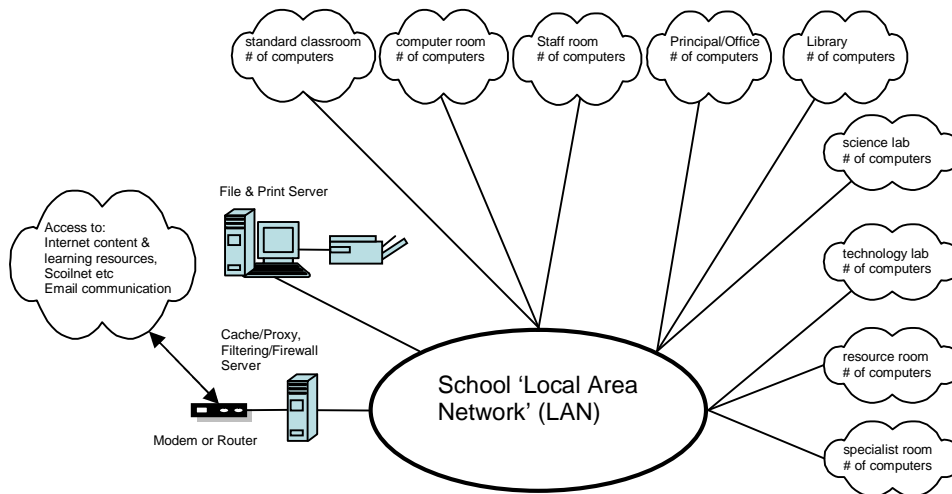 standard classroom
# of computers
computer room
# of computers
Staff room
# of computers
Principal/Office
# of computers
Library
# of computers
science lab
# of computers
File & Print Server
Access to:
Internet content &
learning resources,
Scoilnet etc
Email communication
technology lab
# of computers
Cache/Proxy,
Filtering/Firewall
Server
resource room
# of computers
School ‘Local Area
Network’ (LAN)
Modem or Router
specialist room
# of computers